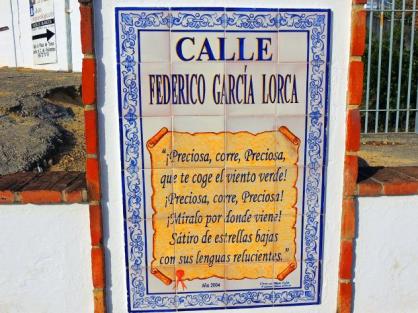 CALLE
FEDERICO GARCÍA LORCA
"¡Preciosa, corre, Preciosa,
que te coge el viento verde!
¡Preciosa, corre, Preciosa!
¡Míralo por donde viene!
Sátiro de estrellas bajas
con sus lenguas relucientes."
Año 2004